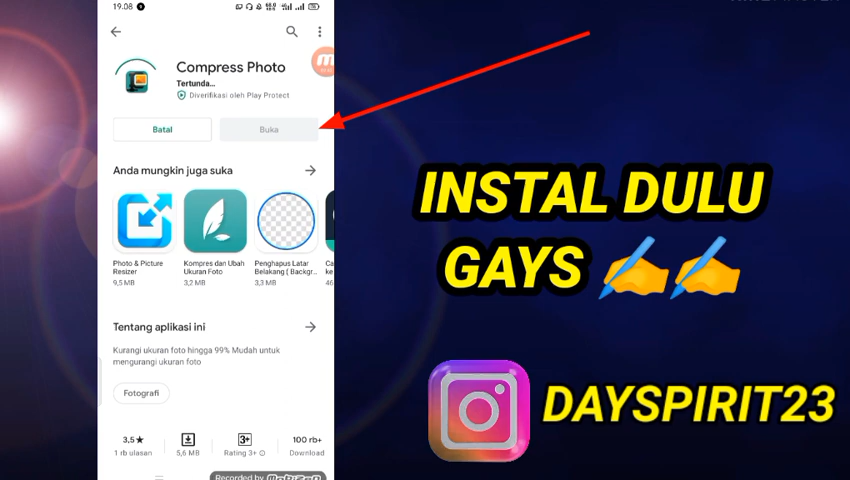 19.08
Compress Photo
Tertunda...
Diverifikasi oleh Play Protect
Batal
Buka
Anda mungkin juga suka
Photo & Picture
Resizer
9,5 MB
Kompres dan Ubah
Ukuran Foto
3,2 MB
Penghapus Latar
Belakang ( Backgr...
3,3 MB
Tentang aplikasi ini
Kurangi ukuran foto hingga 99% Mudah untuk
mengurangi ukuran foto
Fotografi
3,5★
1 rb ulasan
5,6 MB
3+
Rating 3+
100 rb+
Download
Recorded by
INSTAL DULU
GAYS ✍✍
DAYSPIRIT23